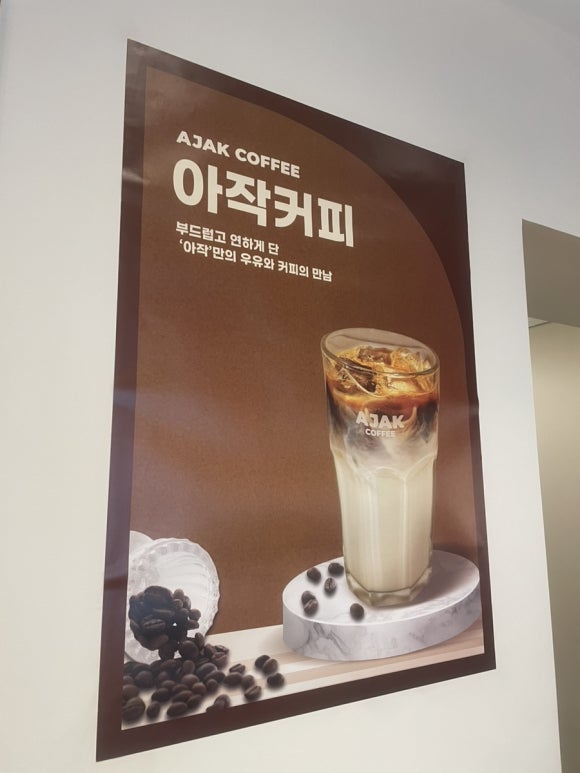 AJAK COFFEE
아작커피
부드럽고 연하게 단
'아작'만의 우유와 커피의 만남
AJAK
COFFEE